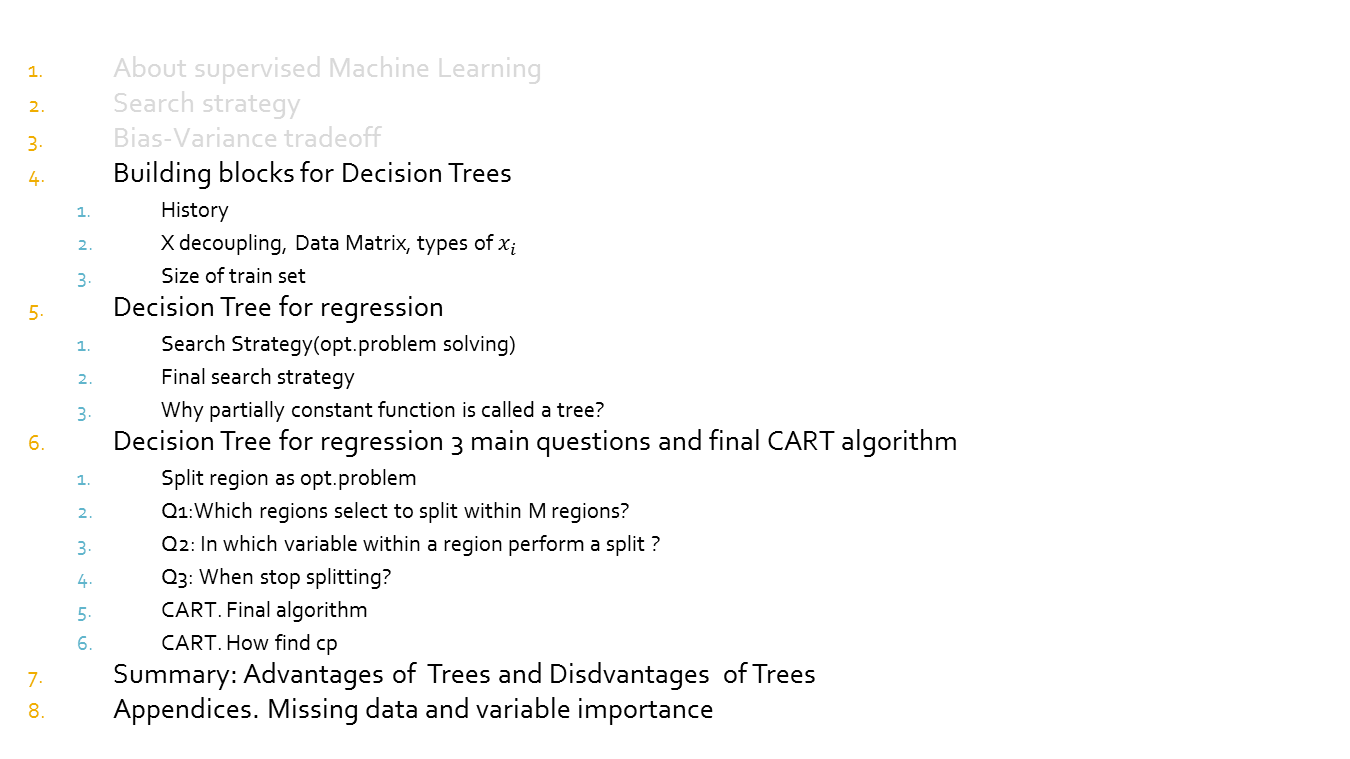 1. About supervised Machine Learning
2. Search strategy
3. Bias-Variance tradeoff
4. Building blocks for Decision Trees
1. History
2. X decoupling, Data Matrix, types of 𝑥𝑖
3. Size of train set
5. Decision Tree for regression
1. Search Strategy(opt.problem solving)
2. Final search strategy
3. Why partially constant function is called a tree?
6. Decision Tree for regression 3 main questions and final CART algorithm
1. Split region as opt.problem
2. Q1:Which regions select to split within M regions?
3. Q2: In which variable within a region perform a split ?
4. Q3: When stop splitting?
5. CART. Final algorithm
6. CART. How find cp
7. Summary: Advantages of Trees and Disdvantages of Trees
8. Appendices. Missing data and variable importance